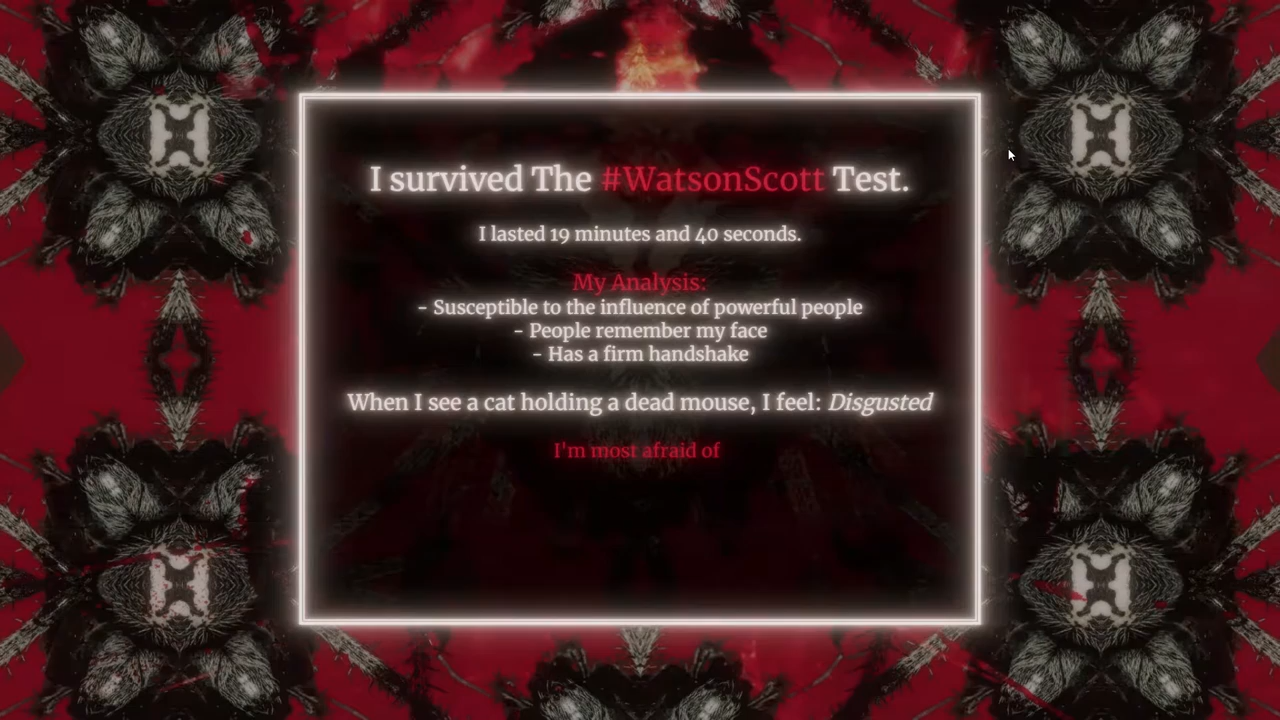 I survived The #WatsonScott Test.
I lasted 19 minutes and 40 seconds.
My Analysis:
- Susceptible to the influence of powerful people
- People remember my face
- Has a firm handshake
When I see a cat holding a dead mouse, I feel: Disgusted
I'm most afraid of